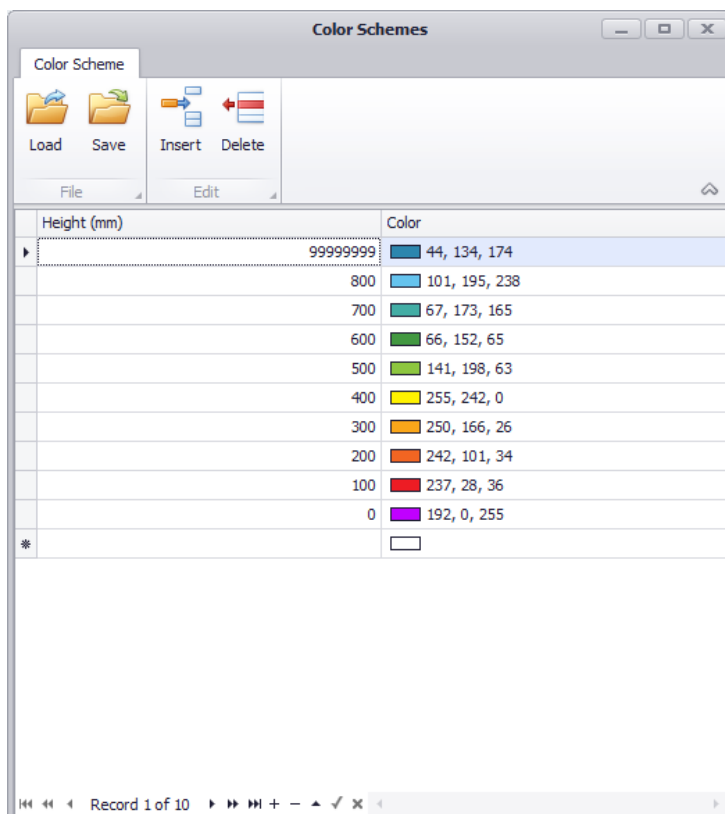 Color Schemes
Color Scheme
Load Save Insert Delete
File Edit
Height (mm) Color
99999999 44, 134, 174
800 101, 195, 238
700 67, 173, 165
600 66, 152, 65
500 141, 198, 63
400 255, 242, 0
300 250, 166, 26
200 242, 101, 34
100 237, 28, 36
0 192, 0, 255
Record 1 of 10